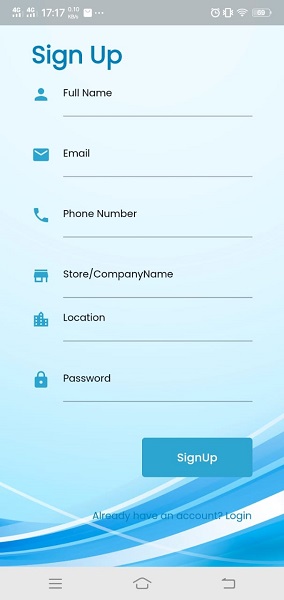 4G 4G 17:17 0.10 KB/s
Sign Up
Full Name
Email
Phone Number
Store/CompanyName
Location
Password
SignUp
Already have an account? Login